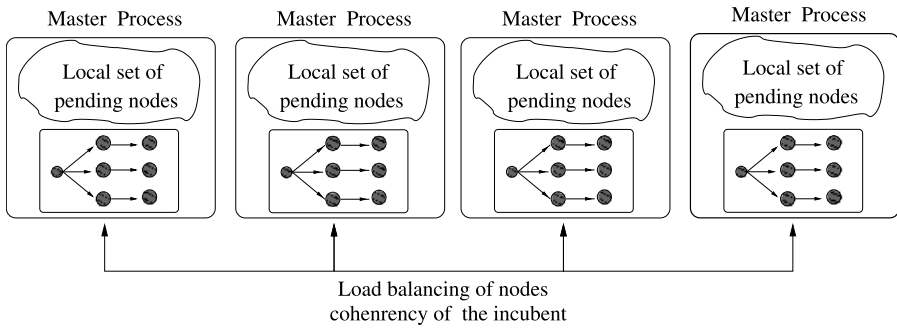 Master Process
Master Process
Master Process
Master Process
Local set of
pending nodes
Local set of
pending nodes
Local set of
pending nodes
Local set of
pending nodes
Load balancing of nodes
cohenrency of the incubent